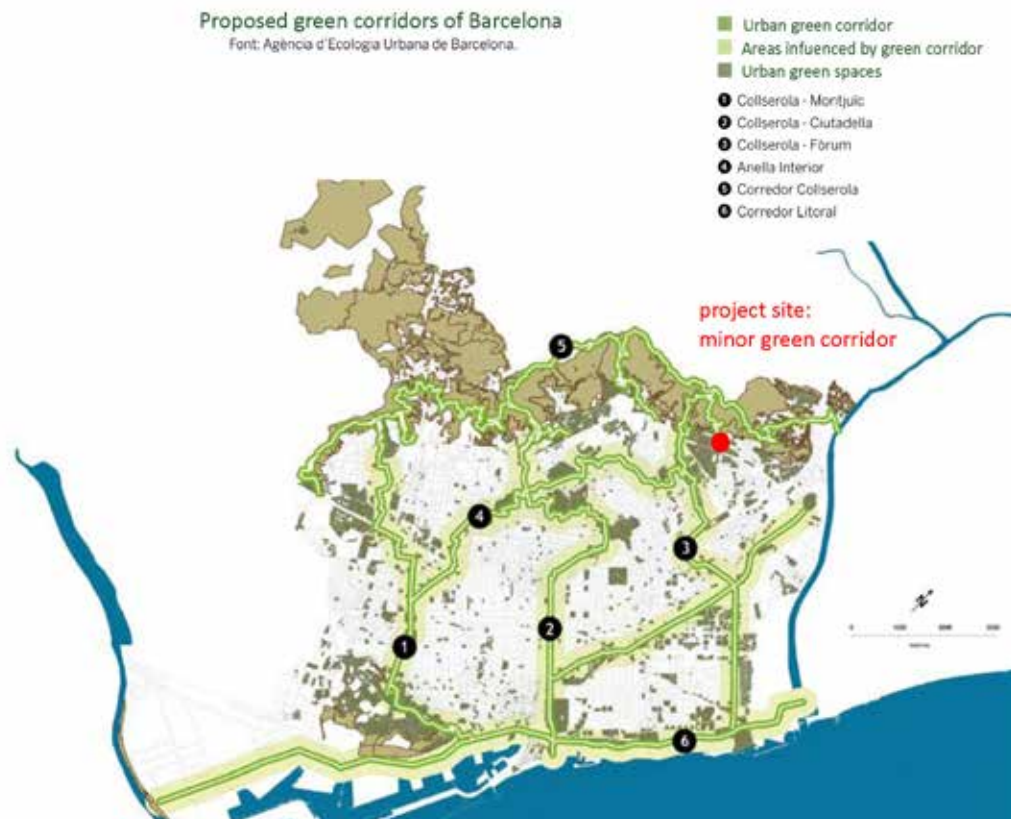 Proposed green corridors of Barcelona
Font: Agència d'Ecologia Urbana de Barcelona.
Urban green corridor
Areas infuenced by green corridor
Urban green spaces
1 Collserola - Montjuïc
2 Collserola - Ciutadella
3 Collserola - Fòrum
4 Anella Interior
5 Corredor Collserola
6 Corredor Litoral
project site:
minor green corridor
5
4
3
2
1
6
N
0